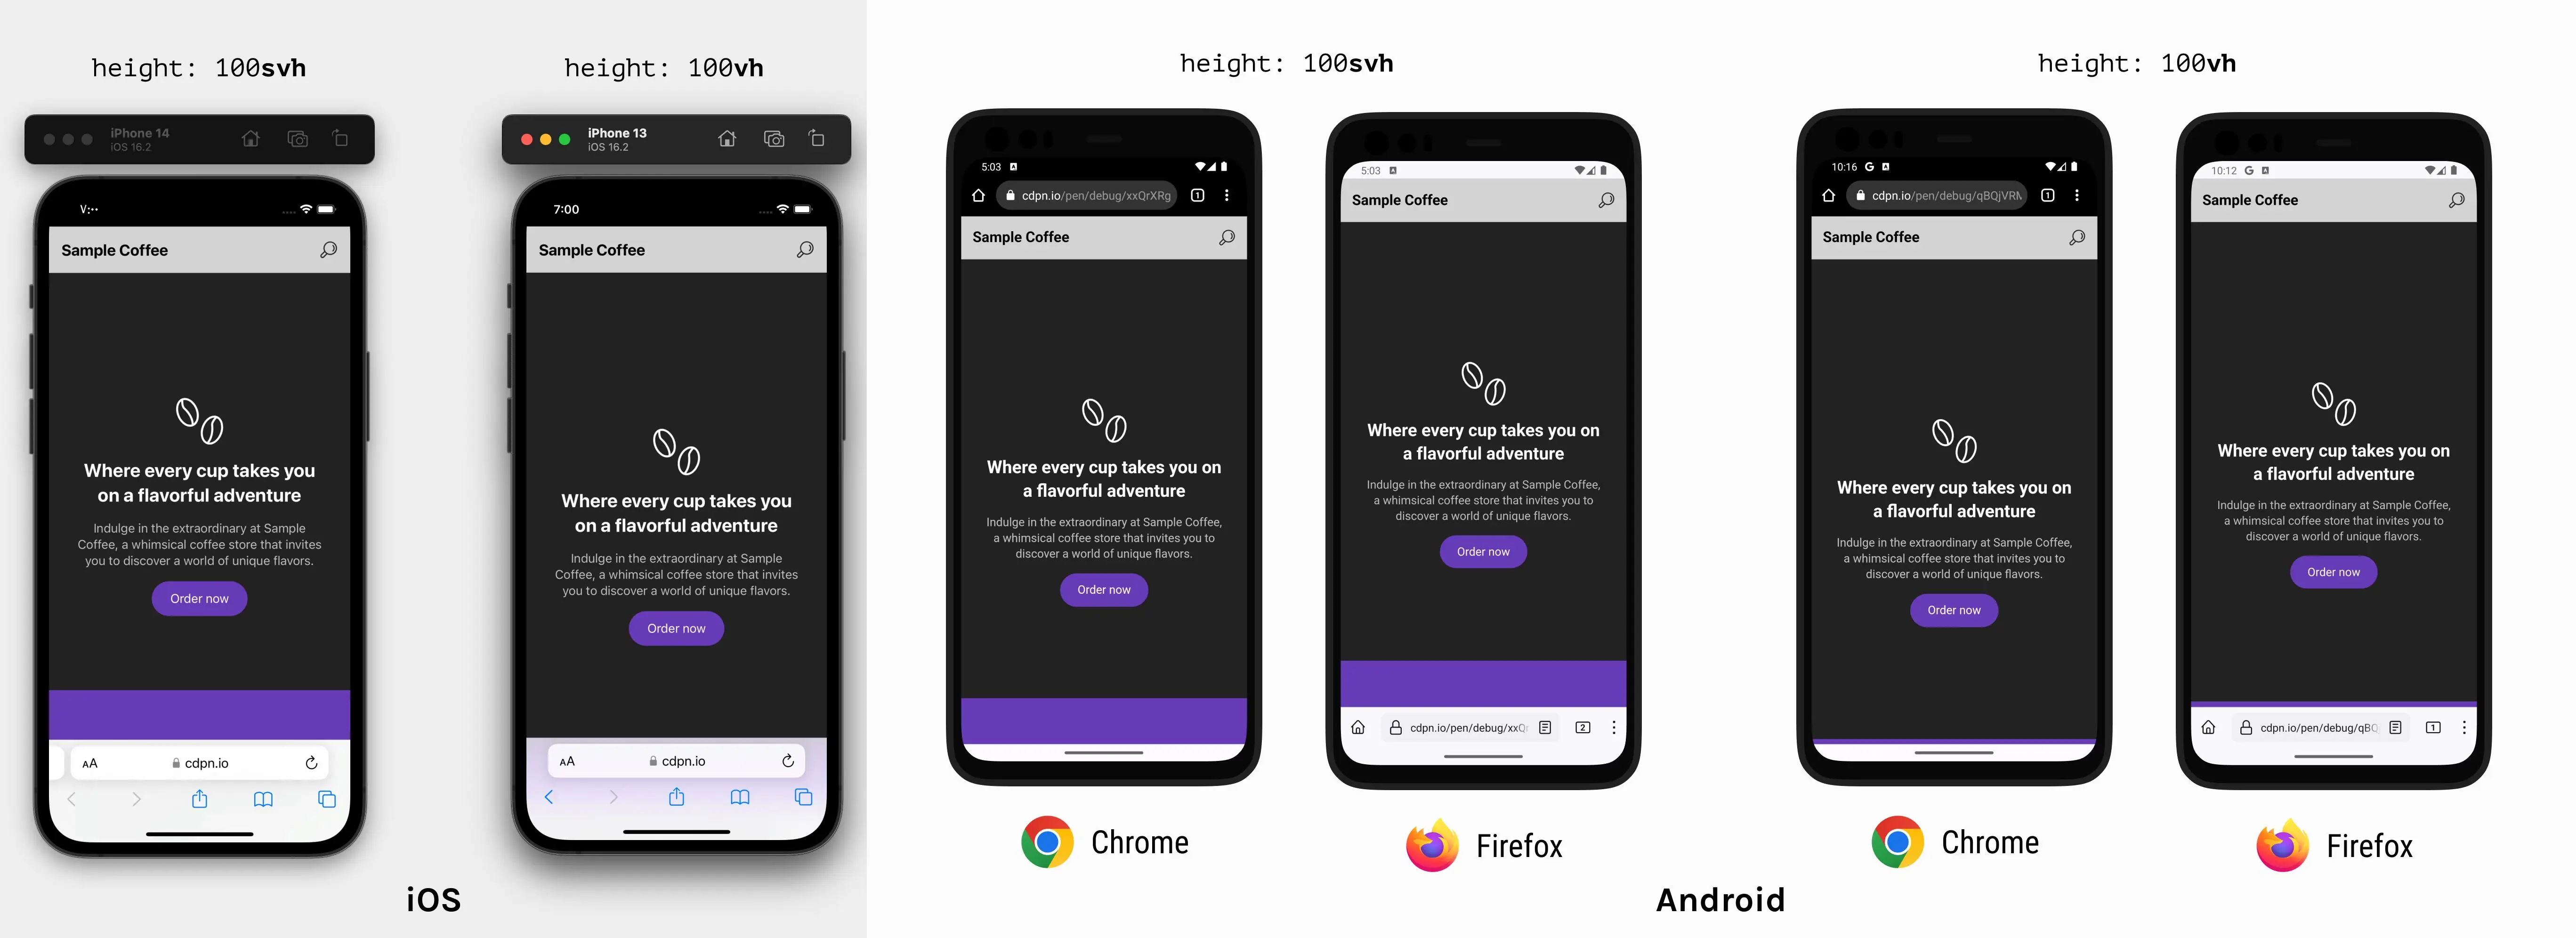 height: 100svh
iPhone 14
iOS 16.2
Sample Coffee
Where every cup takes you
on a flavorful adventure
Indulge in the extraordinary at Sample
Coffee, a whimsical coffee store that invites
you to discover a world of unique flavors.
Order now
AA
cdpn.io
height: 100vh
iPhone 13
iOS 16.2
7:00
Sample Coffee
Where every cup takes you
on a flavorful adventure
Indulge in the extraordinary at Sample
Coffee, a whimsical coffee store that invites
you to discover a world of unique flavors.
Order now
AA
cdpn.io
iOS
height: 100svh
5:03
cdpn.io/pen/debug/xxQrXRg
1
Sample Coffee
Where every cup takes you on
a flavorful adventure
Indulge in the extraordinary at Sample Coffee,
a whimsical coffee store that invites you to
discover a world of unique flavors.
Order now
Chrome
5:03
Sample Coffee
Where every cup takes you on
a flavorful adventure
Indulge in the extraordinary at Sample Coffee,
a whimsical coffee store that invites you to
discover a world of unique flavors.
Order now
cdpn.io/pen/debug/xxQ
2
Firefox
height: 100vh
10:16 G
cdpn.io/pen/debug/qBQjVRM
1
Sample Coffee
Where every cup takes you on
a flavorful adventure
Indulge in the extraordinary at Sample Coffee,
a whimsical coffee store that invites you to
discover a world of unique flavors.
Order now
Chrome
10:12 G
Sample Coffee
Where every cup takes you on
a flavorful adventure
Indulge in the extraordinary at Sample Coffee,
a whimsical coffee store that invites you to
discover a world of unique flavors.
Order now
cdpn.io/pen/debug/qBQ
1
Firefox
Android